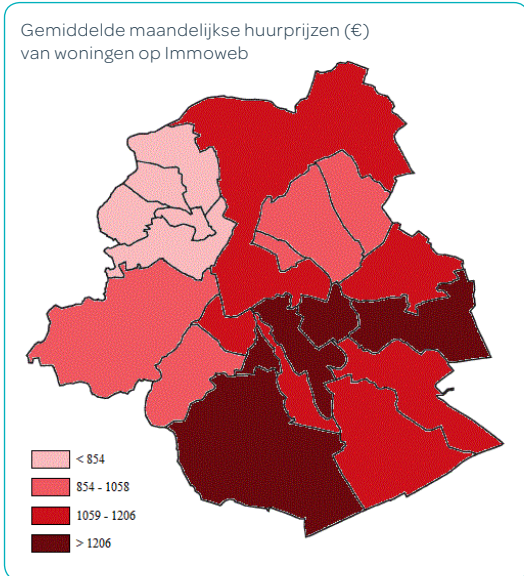 Gemiddelde maandelijkse huurprijzen (€)
van woningen op Immoweb
< 854
854 - 1058
1059 - 1206
> 1206